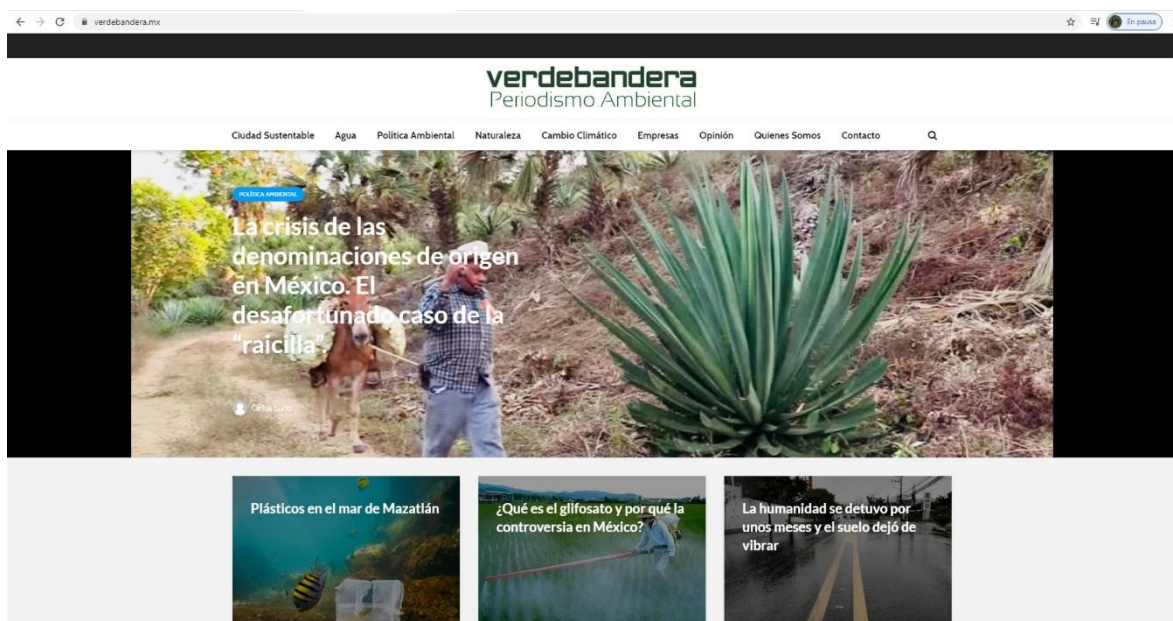 verdebandera.mx
En pausa
verdebandera
Periodismo Ambiental
Ciudad Sustentable Agua Política Ambiental Naturaleza Cambio Climático Empresas Opinión Quienes Somos Contacto
POLÍTICA AMBIENTAL
La crisis de las
denominaciones de origen
en México. El
desafortunado caso de la
“raicilla”.
Carlos Lucio
Plásticos en el mar de Mazatlán
¿Qué es el glifosato y por qué la
controversia en México?
La humanidad se detuvo por
unos meses y el suelo dejó de
vibrar